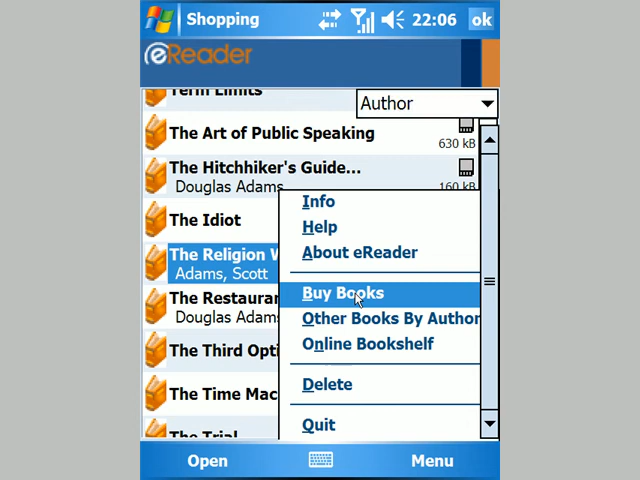 Shopping 22:06 ok
eReader
Term Limits
Author
The Art of Public Speaking
630 kB
The Hitchhiker's Guide...
Douglas Adams
160 kB
The Idiot
The Religion W
Adams, Scott
The Restaurar
Douglas Adams
The Third Opti
The Time Mac
The Trial
Info
Help
About eReader
Buy Books
Other Books By Author
Online Bookshelf
Delete
Quit
Open Menu